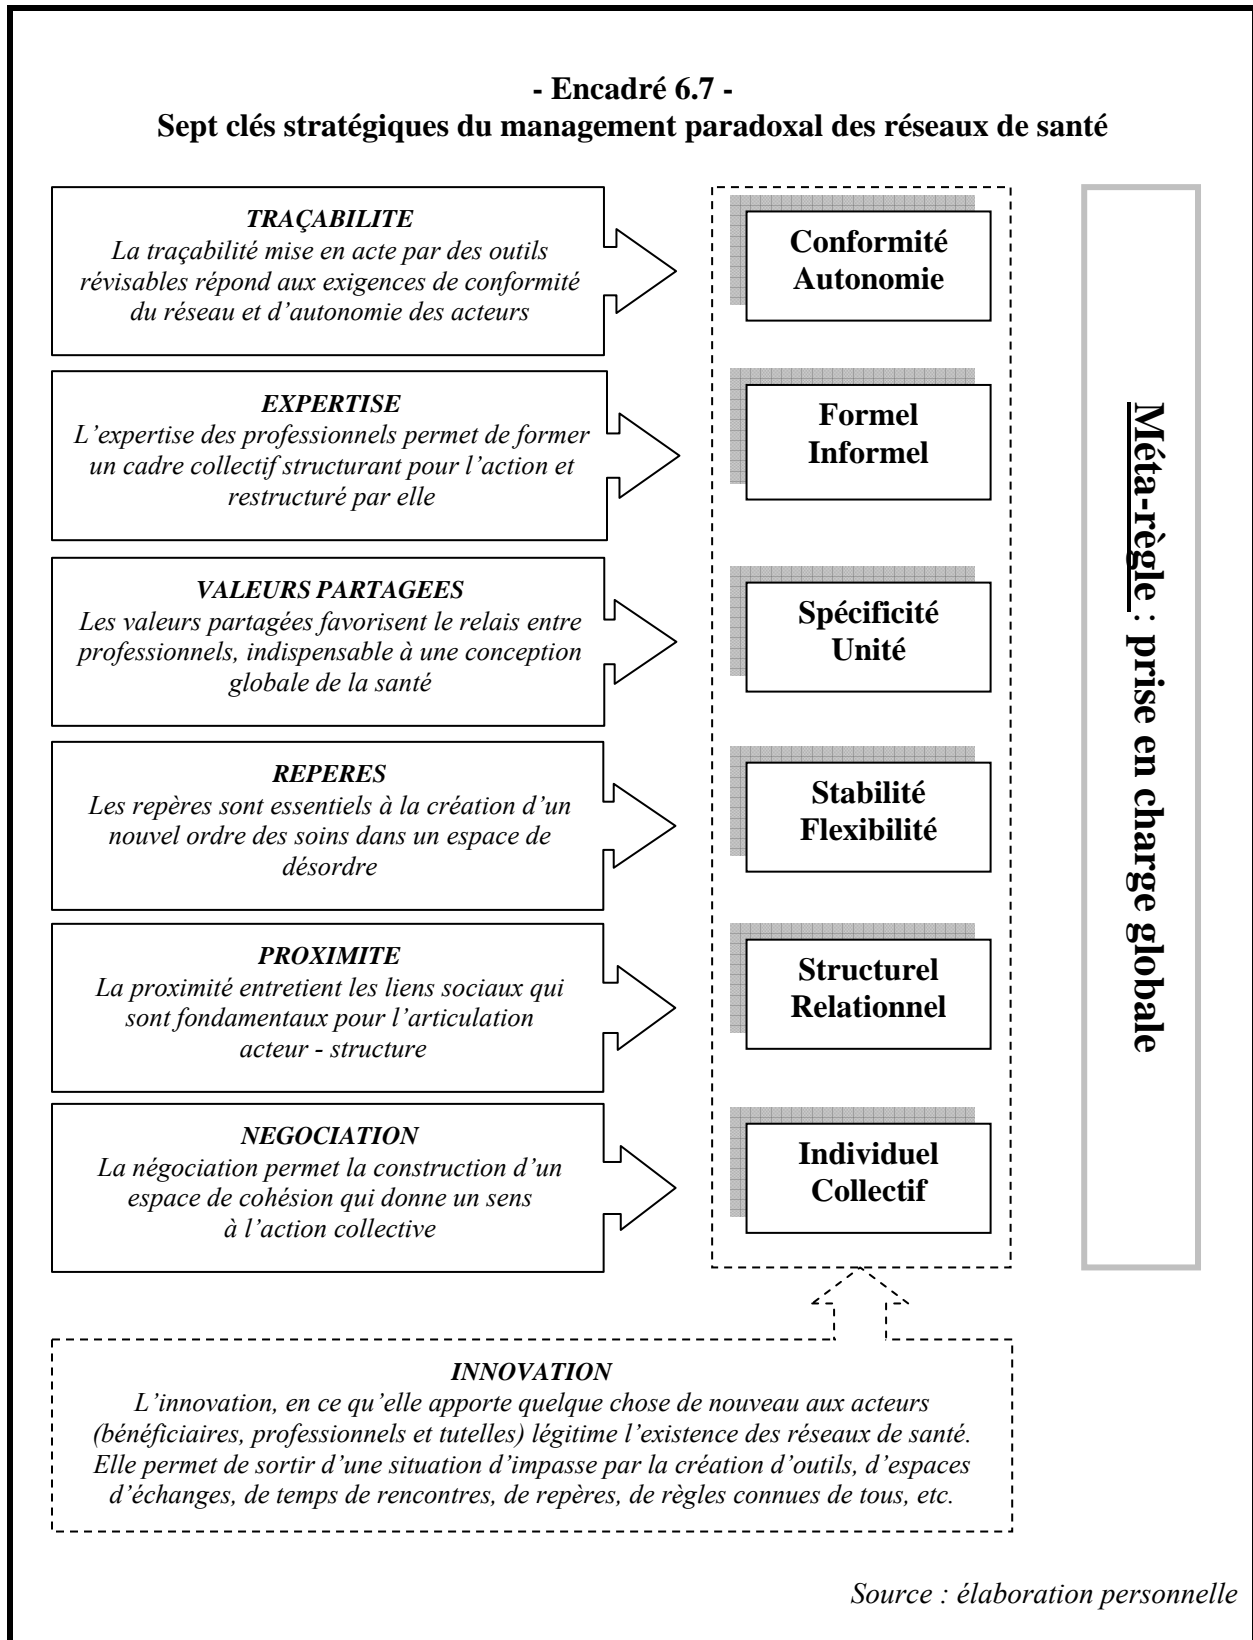 - Encadré 6.7 -
Sept clés stratégiques du management paradoxal des réseaux de santé
TRAÇABILITE
La traçabilité mise en acte par des outils
révisables répond aux exigences de conformité
du réseau et d’autonomie des acteurs
Conformité
Autonomie
EXPERTISE
L’expertise des professionnels permet de former
un cadre collectif structurant pour l’action et
restructuré par elle
Formel
Informel
VALEURS PARTAGEES
Les valeurs partagées favorisent le relais entre
professionnels, indispensable à une conception
globale de la santé
Spécificité
Unité
REPERES
Les repères sont essentiels à la création d’un
nouvel ordre des soins dans un espace de
désordre
Stabilité
Flexibilité
PROXIMITE
La proximité entretient les liens sociaux qui
sont fondamentaux pour l’articulation
acteur - structure
Structurel
Relationnel
NEGOCIATION
La négociation permet la construction d’un
espace de cohésion qui donne un sens
à l’action collective
Individuel
Collectif
Méta-règle : prise en charge globale
INNOVATION
L’innovation, en ce qu’elle apporte quelque chose de nouveau aux acteurs
(bénéficiaires, professionnels et tutelles) légitime l’existence des réseaux de santé.
Elle permet de sortir d’une situation d’impasse par la création d’outils, d’espaces
d’échanges, de temps de rencontres, de repères, de règles connues de tous, etc.
Source : élaboration personnelle